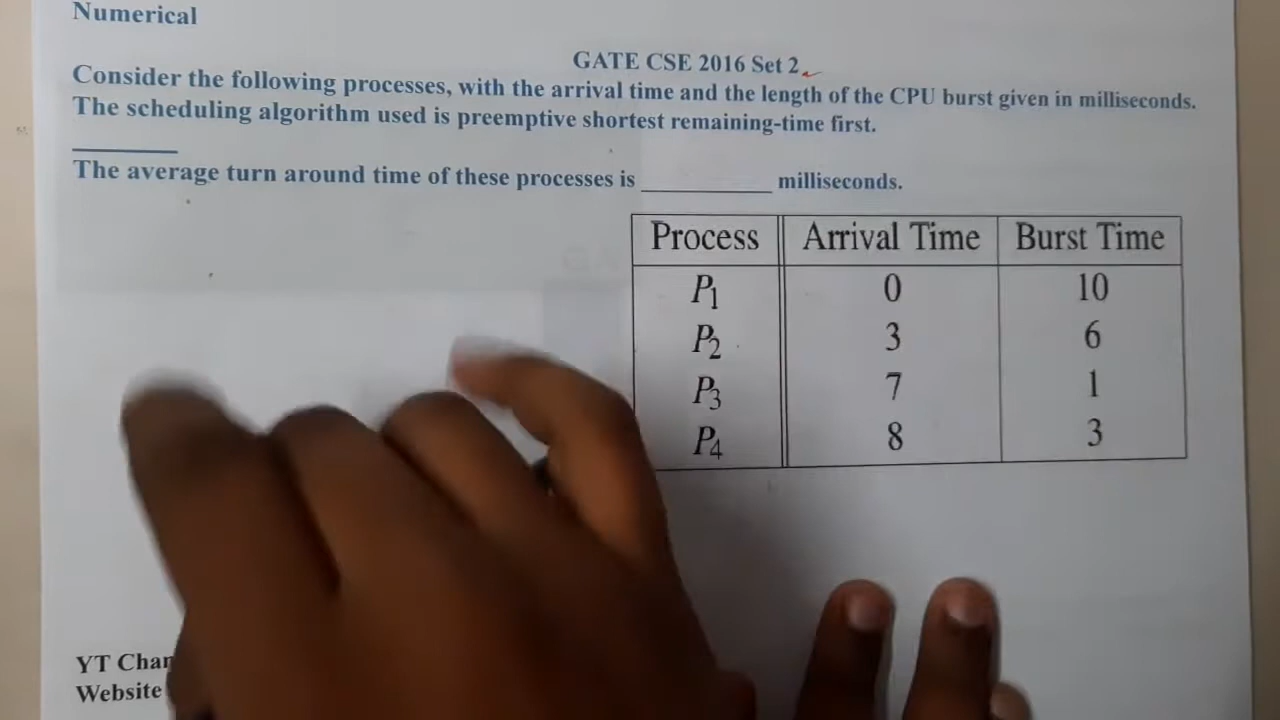 Numerical
GATE CSE 2016 Set 2
Consider the following processes, with the arrival time and the length of the CPU burst given in milliseconds.
The scheduling algorithm used is preemptive shortest remaining-time first.
The average turn around time of these processes is __________ milliseconds.
Process Arrival Time Burst Time
P1 0 10
P2 3 6
P3 7 1
P4 8 3
YT
Website